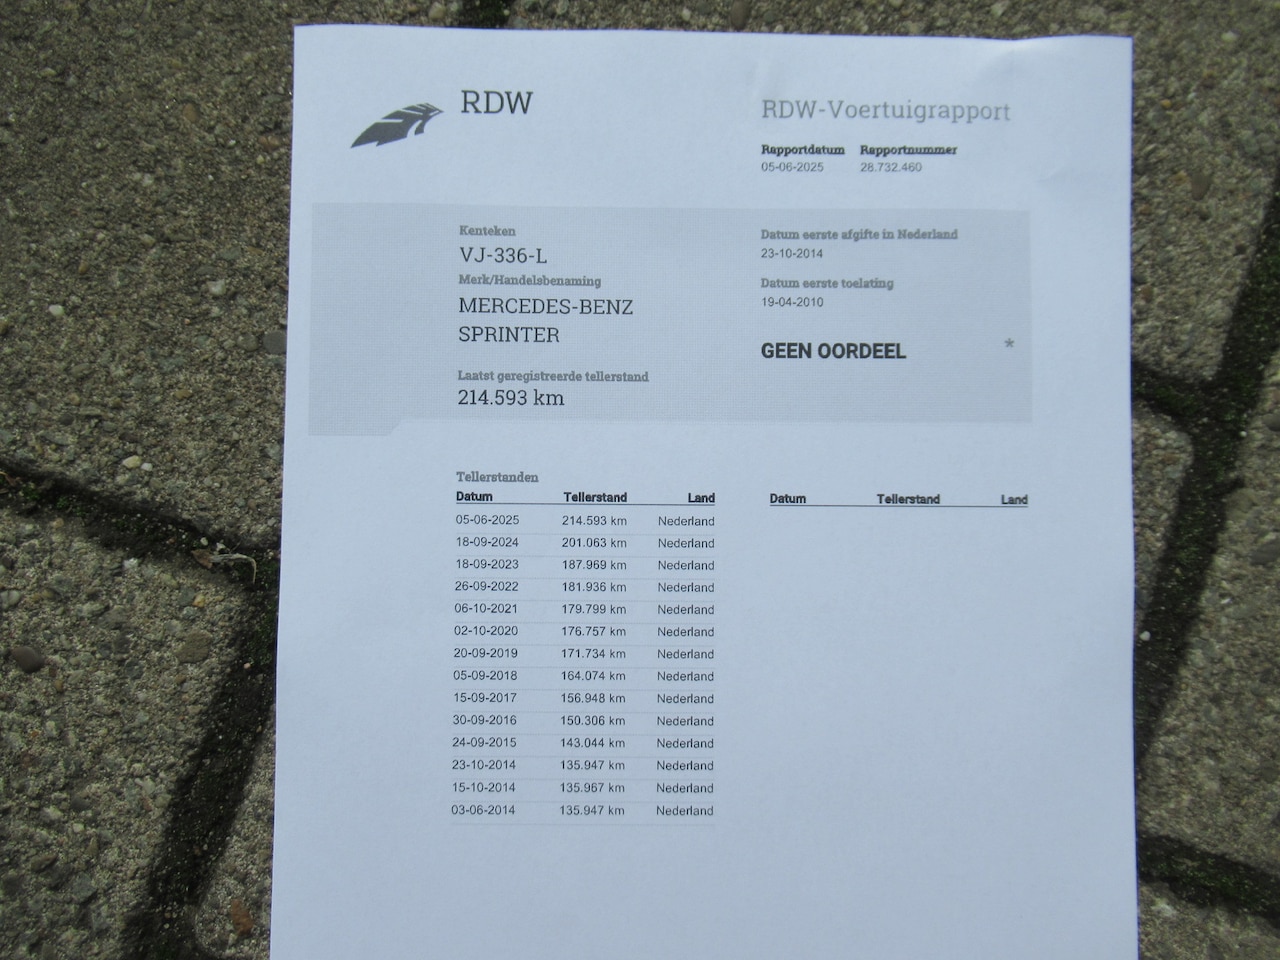 RDW
RDW-Voertuigrapport
Rapportdatum Rapportnummer
05-06-2025 28.732.460
Kenteken
VJ-336-L
Merk/Handelsbenaming
MERCEDES-BENZ
SPRINTER
Laatst geregistreerde tellerstand
214.593 km
Datum eerste afgifte in Nederland
23-10-2014
Datum eerste toelating
19-04-2010
GEEN OORDEEL *
Tellerstanden
Datum Tellerstand Land
05-06-2025 214.593 km Nederland
18-09-2024 201.063 km Nederland
18-09-2023 187.969 km Nederland
26-09-2022 181.936 km Nederland
06-10-2021 179.799 km Nederland
02-10-2020 176.757 km Nederland
20-09-2019 171.734 km Nederland
05-09-2018 164.074 km Nederland
15-09-2017 156.948 km Nederland
30-09-2016 150.306 km Nederland
24-09-2015 143.044 km Nederland
23-10-2014 135.947 km Nederland
15-10-2014 135.967 km Nederland
03-06-2014 135.947 km Nederland
Datum Tellerstand Land